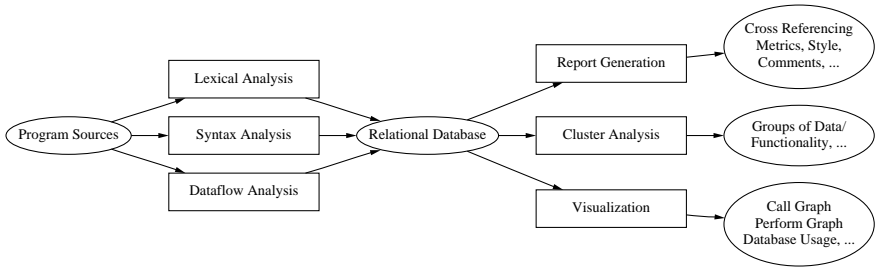 Program Sources
Lexical Analysis
Syntax Analysis
Dataflow Analysis
Relational Database
Report Generation
Cluster Analysis
Visualization
Cross Referencing
Metrics, Style,
Comments, ...
Groups of Data/
Functionality, ...
Call Graph
Perform Graph
Database Usage, ...